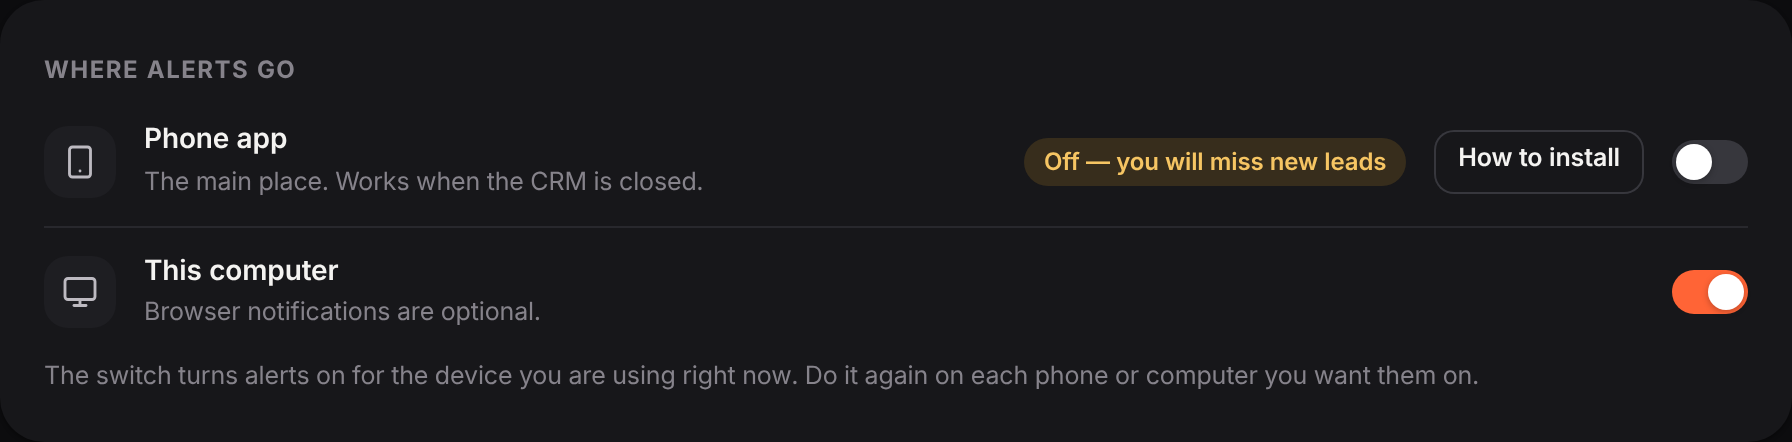 WHERE ALERTS GO
Phone app
The main place. Works when the CRM is closed.
Off — you will miss new leads
How to install
This computer
Browser notifications are optional.
The switch turns alerts on for the device you are using right now. Do it again on each phone or computer you want them on.